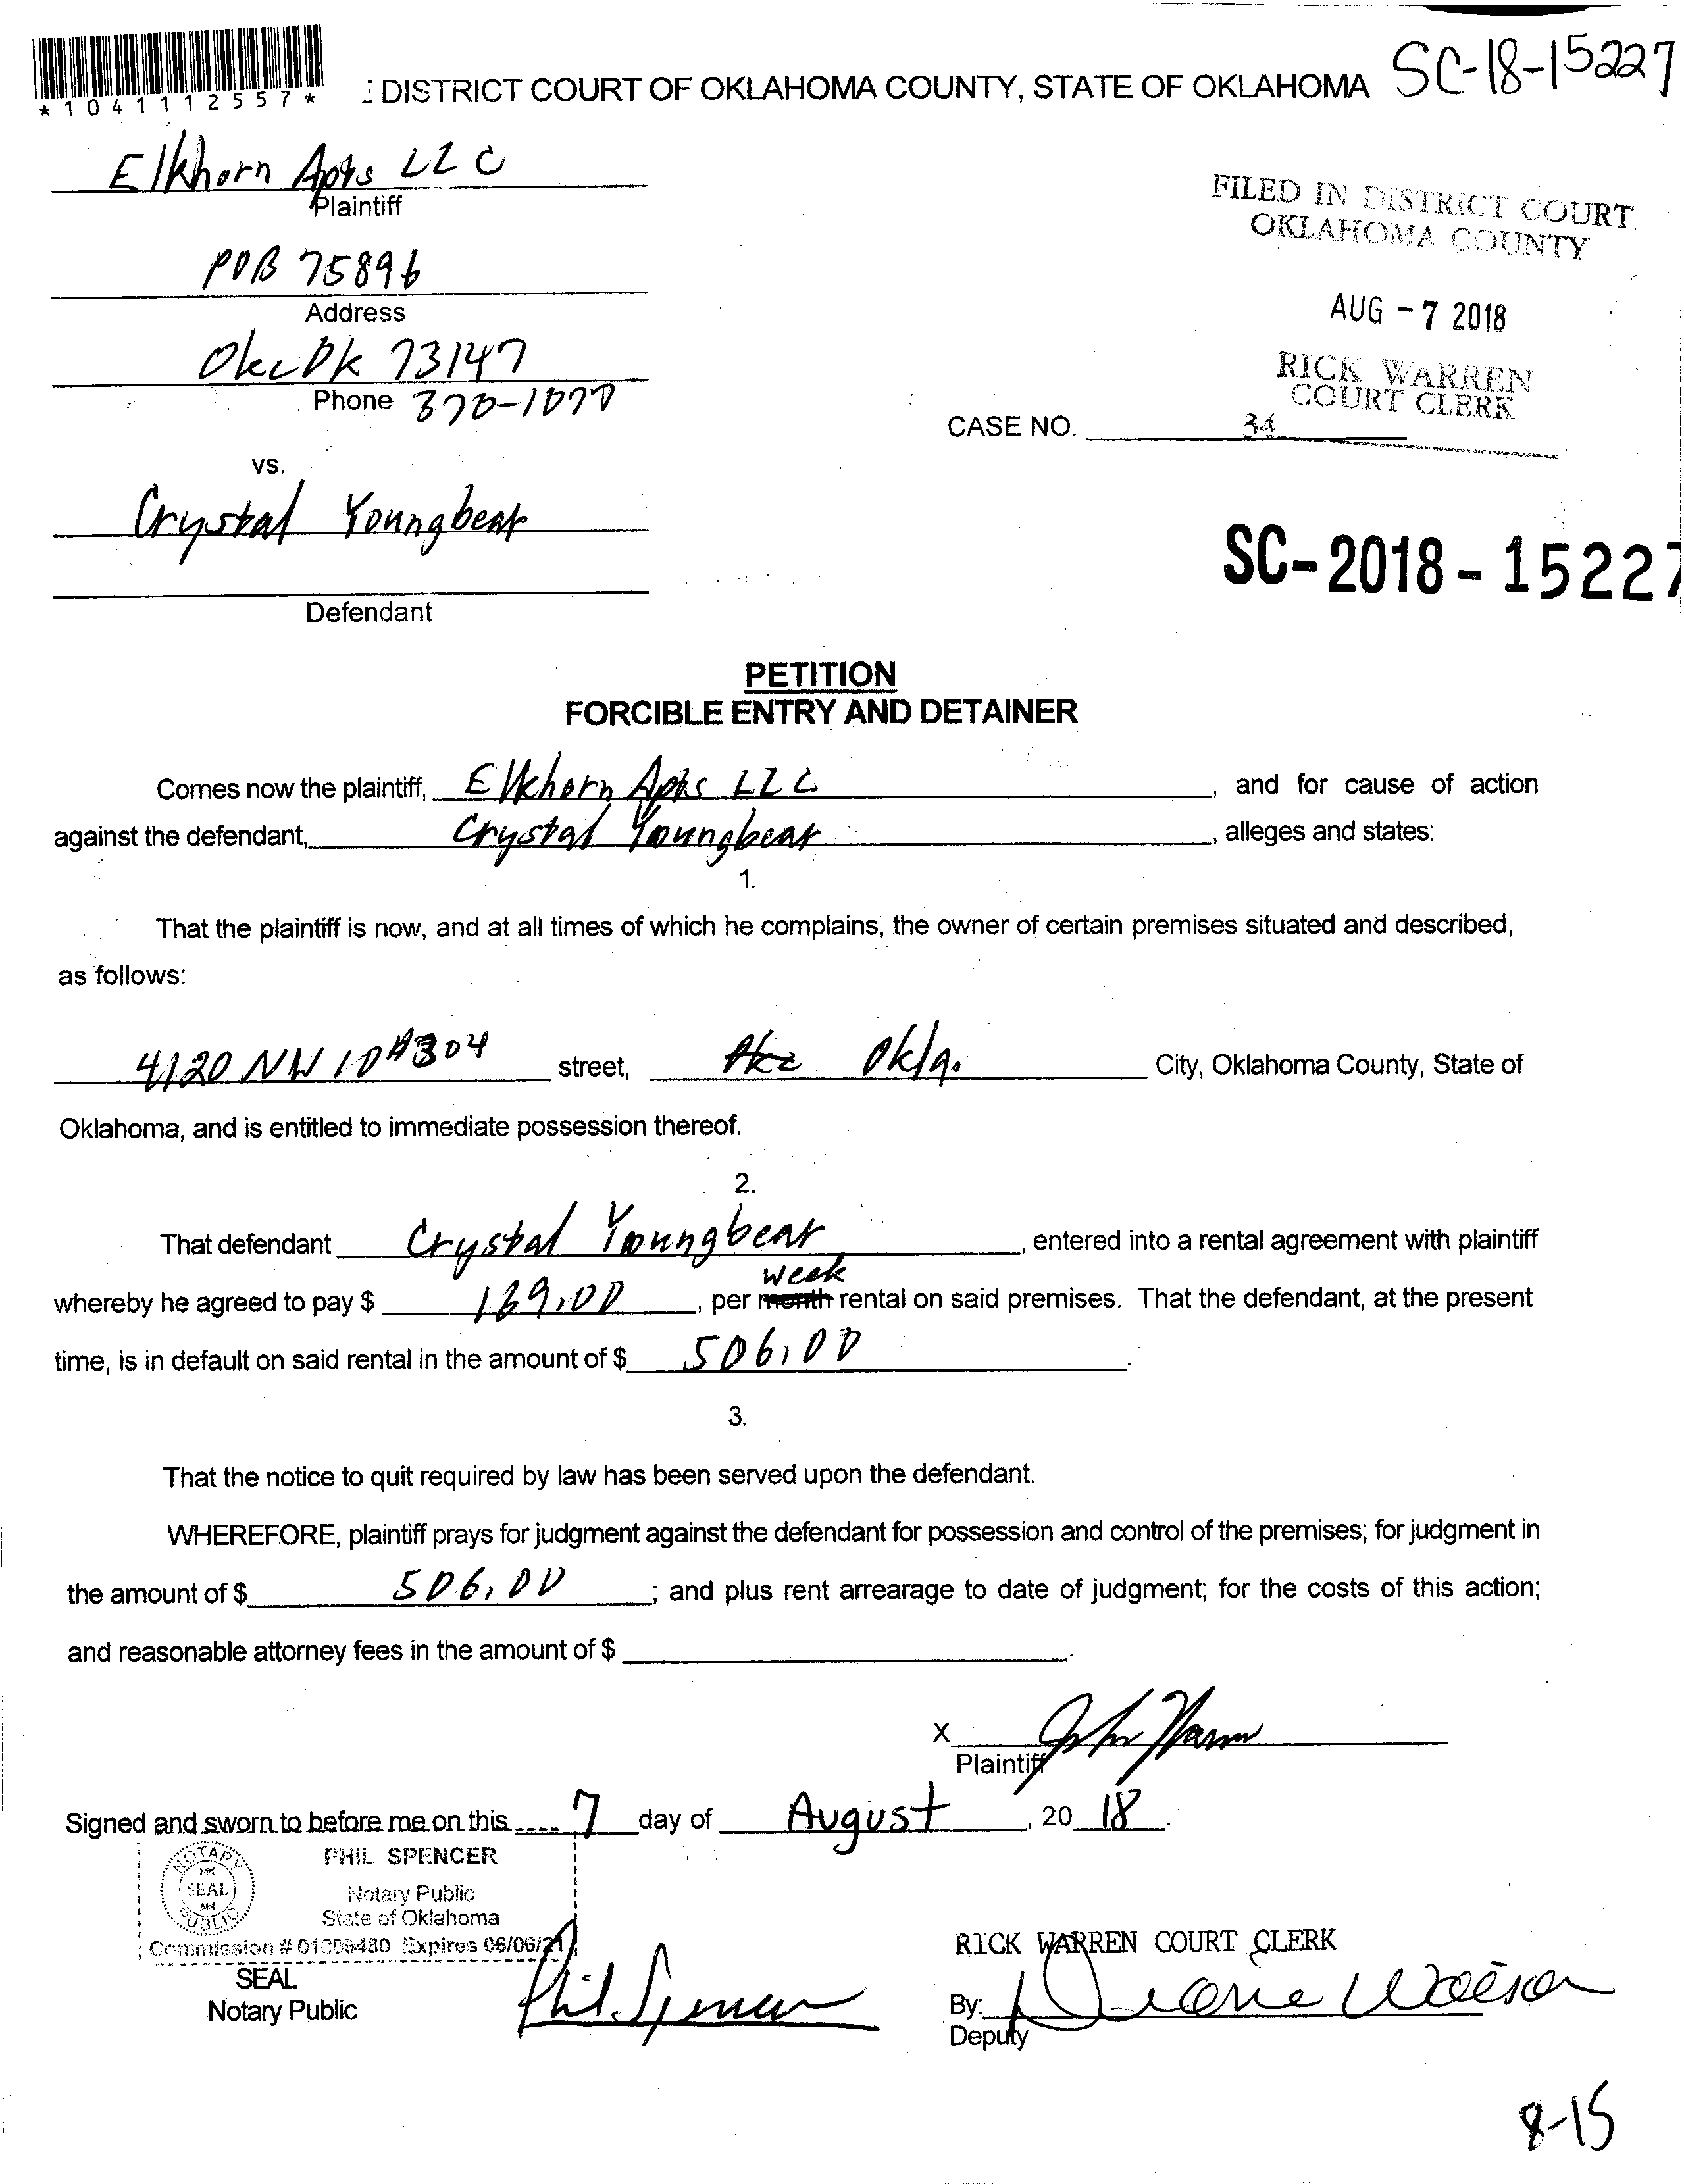 *1041112557*
DISTRICT COURT OF OKLAHOMA COUNTY, STATE OF OKLAHOMA SC-18-15227
Elkhorn Apts LLC
Plaintiff
FILED IN DISTRICT COURT
OKLAHOMA COUNTY
POB 75896
Address
AUG - 7 2018
Okc Ok 73147
Phone 370-1077
RICK WARREN
COURT CLERK
CASE NO. 34
vs.
Crystal Youngbear
SC-2018-15227
Defendant
PETITION
FORCIBLE ENTRY AND DETAINER
Comes now the plaintiff, Elkhorn Apts LLC, and for cause of action
against the defendant, Crystal Youngbear, alleges and states:
1.
That the plaintiff is now, and at all times of which he complains, the owner of certain premises situated and described,
as follows:
4120 NW 10 #304 street, Okla. City, Oklahoma County, State of
Oklahoma, and is entitled to immediate possession thereof.
2.
That defendant Crystal Youngbear, entered into a rental agreement with plaintiff
week
whereby he agreed to pay $ 169.00, per month rental on said premises. That the defendant, at the present
time, is in default on said rental in the amount of $ 506.00.
3.
That the notice to quit required by law has been served upon the defendant.
WHEREFORE, plaintiff prays for judgment against the defendant for possession and control of the premises; for judgment in
the amount of $ 506.00; and plus rent arrearage to date of judgment; for the costs of this action;
and reasonable attorney fees in the amount of $.
X John
Plaintiff
Signed and sworn to before me on this 7 day of August, 20 18.
NOTARY SEAL PUBLIC
PHIL SPENCER
Notary Public
State of Oklahoma
Commission # 01009480 Expires 06/06/21
SEAL
Notary Public
Phil Spencer
RICK WARREN COURT CLERK
By: Diane
Deputy
8-15